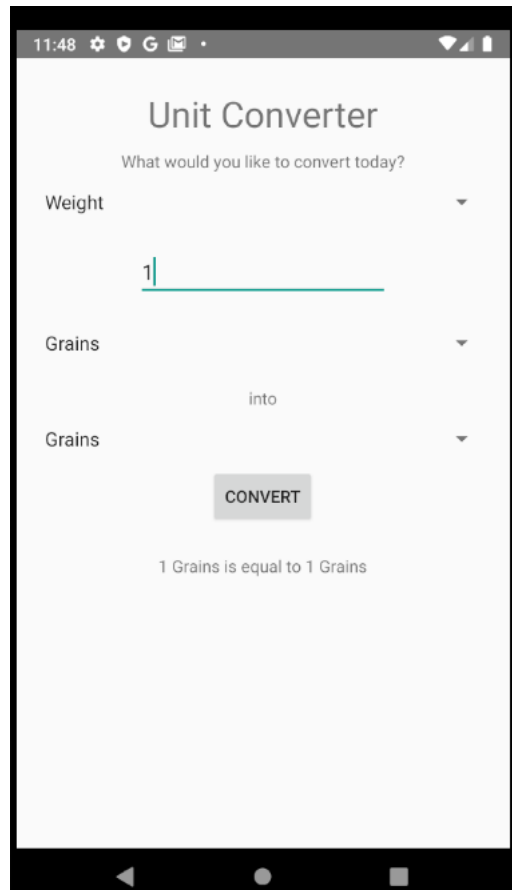 11:48 G
Unit Converter
What would you like to convert today?
Weight
1
Grains
into
Grains
CONVERT
1 Grains is equal to 1 Grains